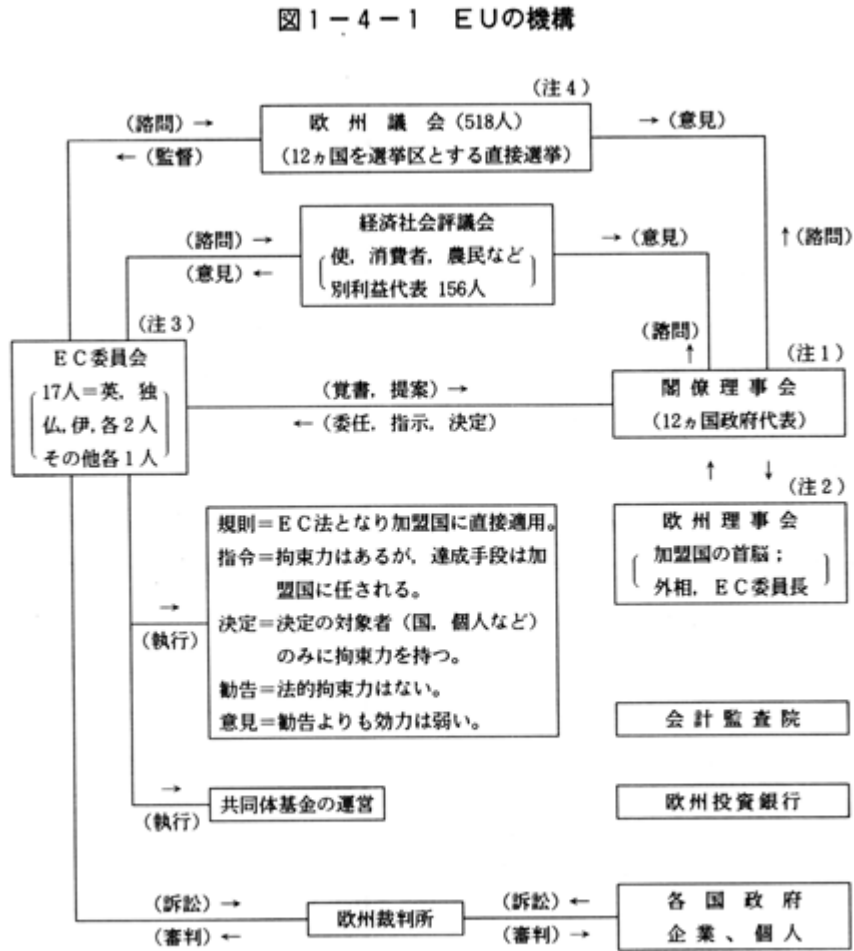 図1－4－1　EUの機構
(注4)
(諮問) →
← (監督)
欧州議会 (518人)
(12ヵ国を選挙区とする直接選挙)
→ (意見)
↑ (諮問)
(諮問) →
(意見) ←
経済社会評議会
使，消費者，農民など
別利益代表 156人
→ (意見)
(諮問)
↑
(注3)
EC委員会
17人＝英，独
仏，伊，各2人
その他各1人
(覚書，提案) →
← (委任，指示，決定)
(注1)
閣僚理事会
(12ヵ国政府代表)
↑ ↓
(注2)
欧州理事会
加盟国の首脳；
外相，EC委員長
→
(執行)
規則＝EC法となり加盟国に直接適用。
指令＝拘束力はあるが，達成手段は加
盟国に任される。
決定＝決定の対象者（国，個人など）
のみに拘束力を持つ。
勧告＝法的拘束力はない。
意見＝勧告よりも効力は弱い。
会計監査院
→
(執行)
共同体基金の運営
欧州投資銀行
(訴訟) →
(審判) ←
欧州裁判所
(訴訟) ←
(審判) →
各国政府
企業、個人